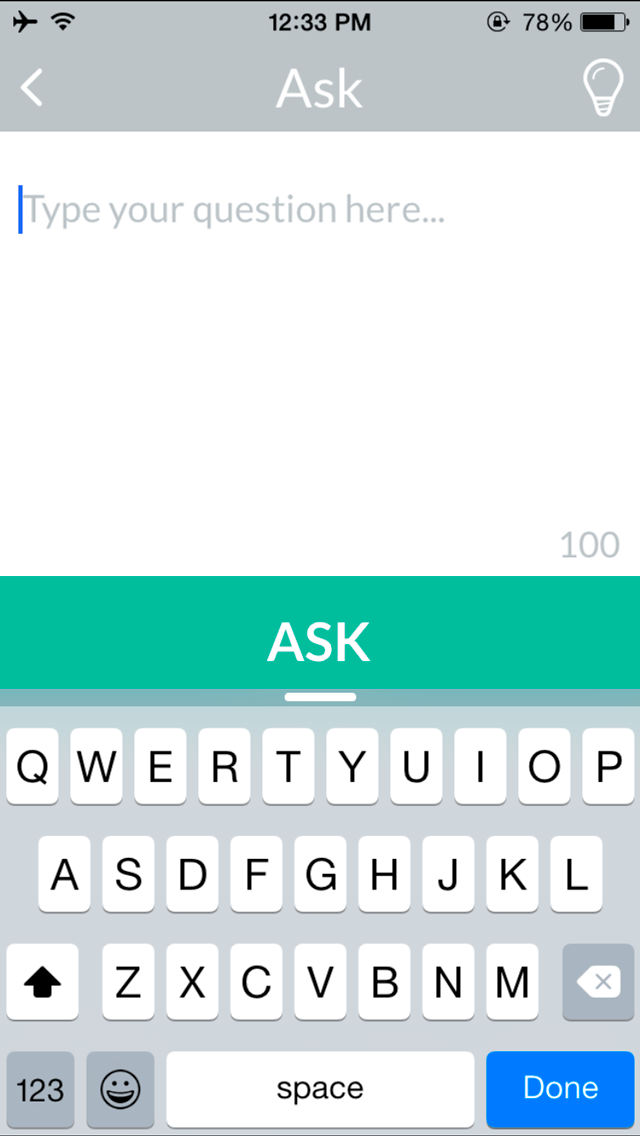 12:33 PM 78%
Ask
Type your question here...
100
ASK
Q W E R T Y U I O P
A S D F G H J K L
Z X C V B N M
123 space Done